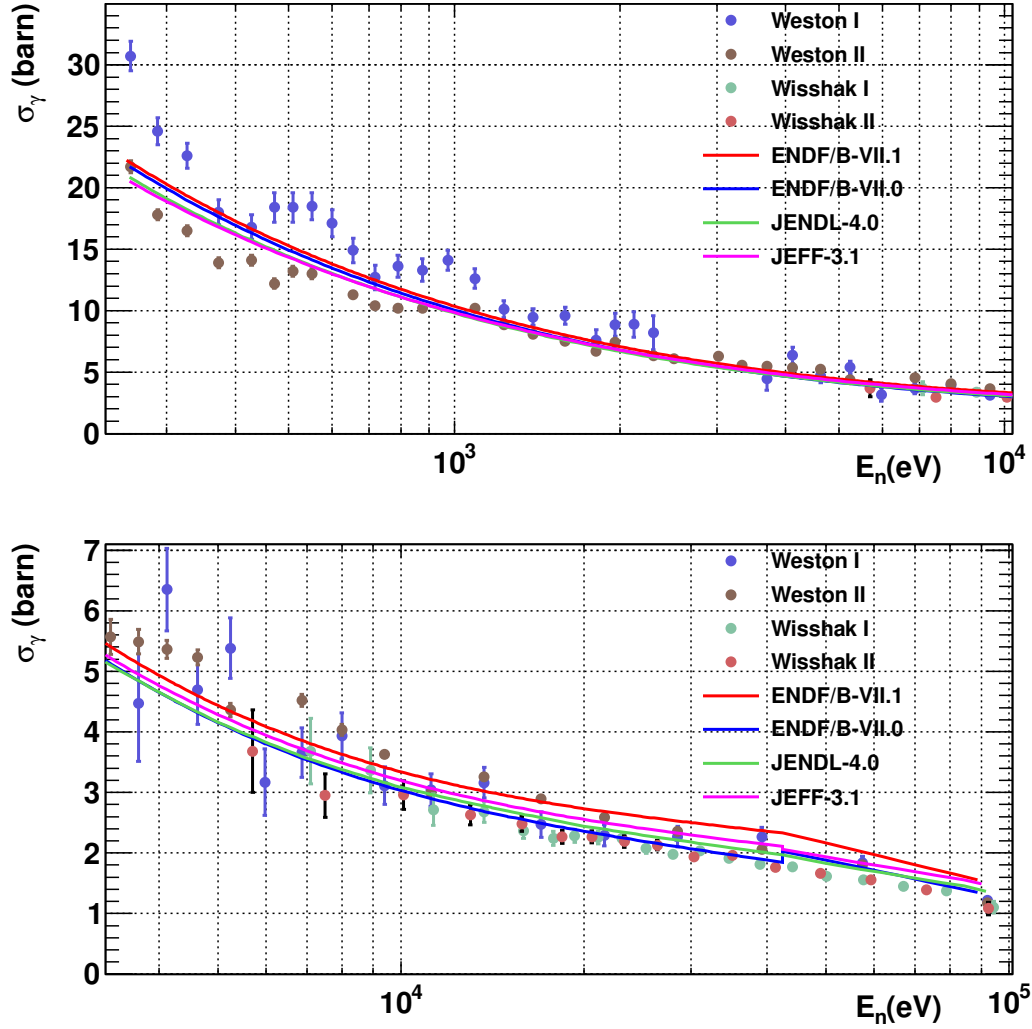 σγ (barn)
30
25
20
15
10
5
0
Weston I
Weston II
Wisshak I
Wisshak II
ENDF/B-VII.1
ENDF/B-VII.0
JENDL-4.0
JEFF-3.1
10³
10⁴
Eₙ(eV)
σγ (barn)
7
6
5
4
3
2
1
0
Weston I
Weston II
Wisshak I
Wisshak II
ENDF/B-VII.1
ENDF/B-VII.0
JENDL-4.0
JEFF-3.1
10⁴
10⁵
Eₙ(eV)